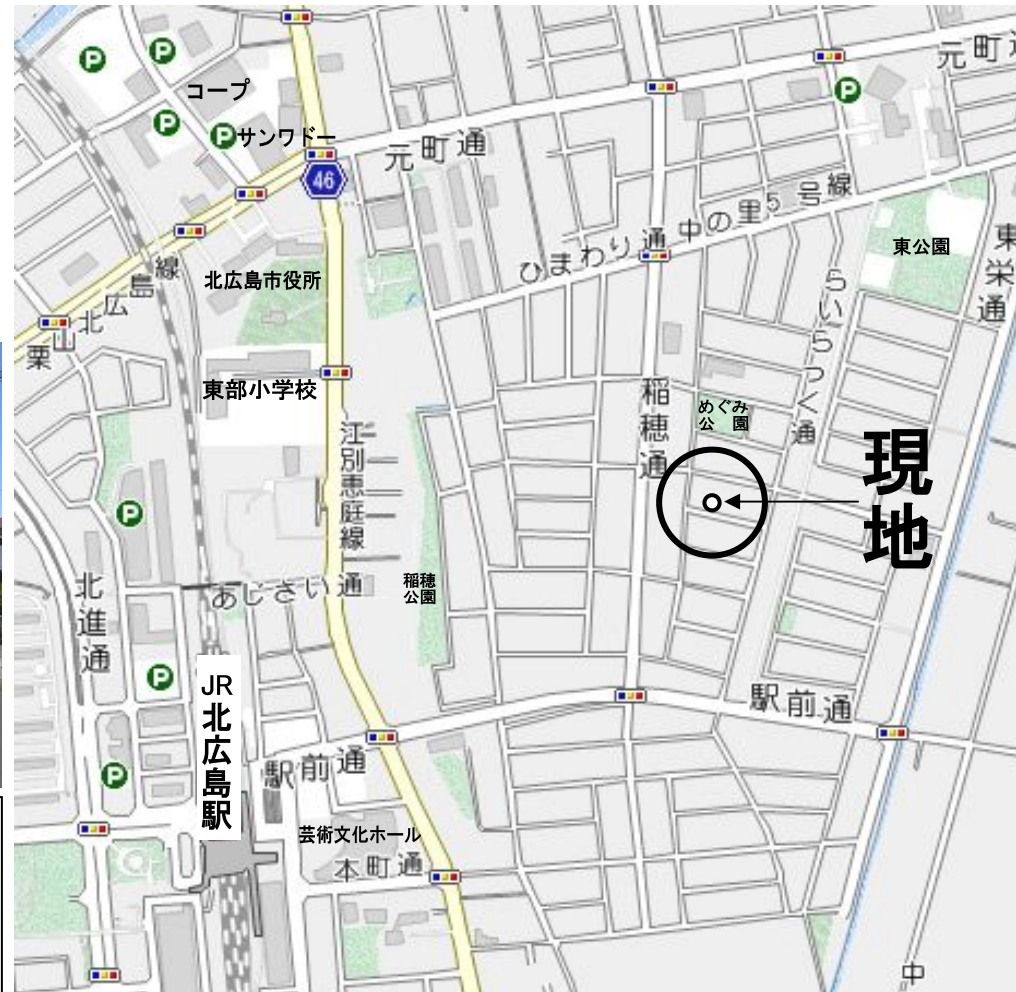 コープ
サンワドー
46
元町通
元町通
ひまわり通
中の里5号線
東公園
東栄通
らいらっく通
北広島市役所
栗山北広島線
東部小学校
稲穂通
めぐみ
公園
現地
江別恵庭線
稲穂
公園
あじさい通
北進通
JR北広島駅
駅前通
駅前通
芸術文化ホール
本町通
中
P
P
P
P
P
P
P
P